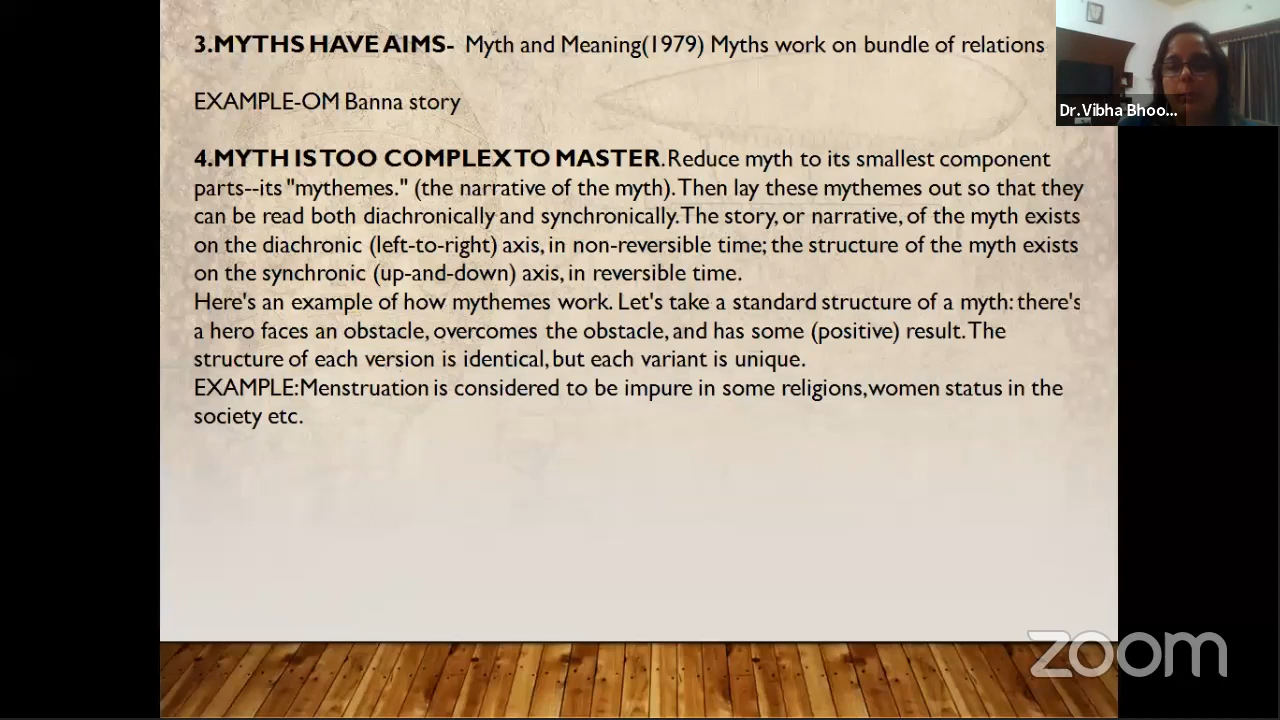 3.MYTHS HAVE AIMS- Myth and Meaning(1979) Myths work on bundle of relations
EXAMPLE-OM Banna story
4.MYTH IS TOO COMPLEX TO MASTER.Reduce myth to its smallest component
parts--its "mythemes." (the narrative of the myth). Then lay these mythemes out so that they
can be read both diachronically and synchronically. The story, or narrative, of the myth exists
on the diachronic (left-to-right) axis, in non-reversible time; the structure of the myth exists
on the synchronic (up-and-down) axis, in reversible time.
Here's an example of how mythemes work. Let's take a standard structure of a myth: there's
a hero faces an obstacle, overcomes the obstacle, and has some (positive) result. The
structure of each version is identical, but each variant is unique.
EXAMPLE:Menstruation is considered to be impure in some religions,women status in the
society etc.
Dr.Vibha Bhoo...
zoom